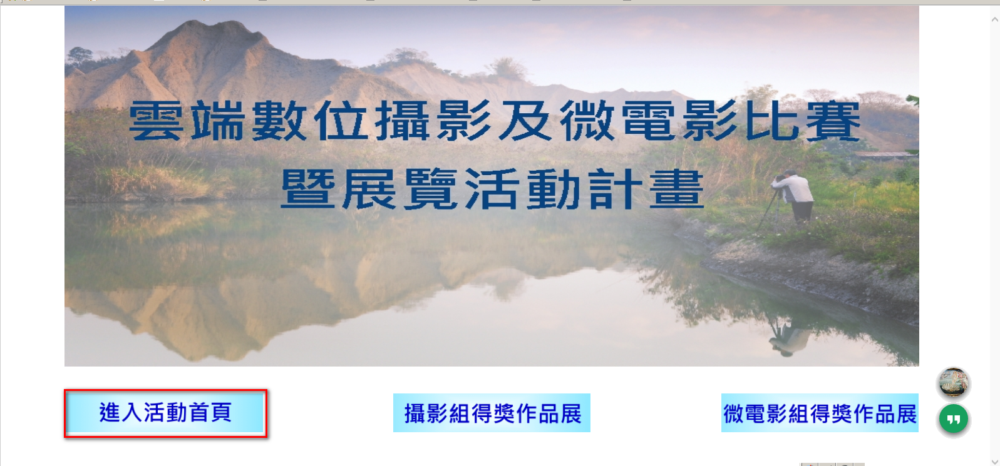 雲端數位攝影及微電影比賽
暨展覽活動計畫
進入活動首頁
攝影組得獎作品展
微電影組得獎作品展